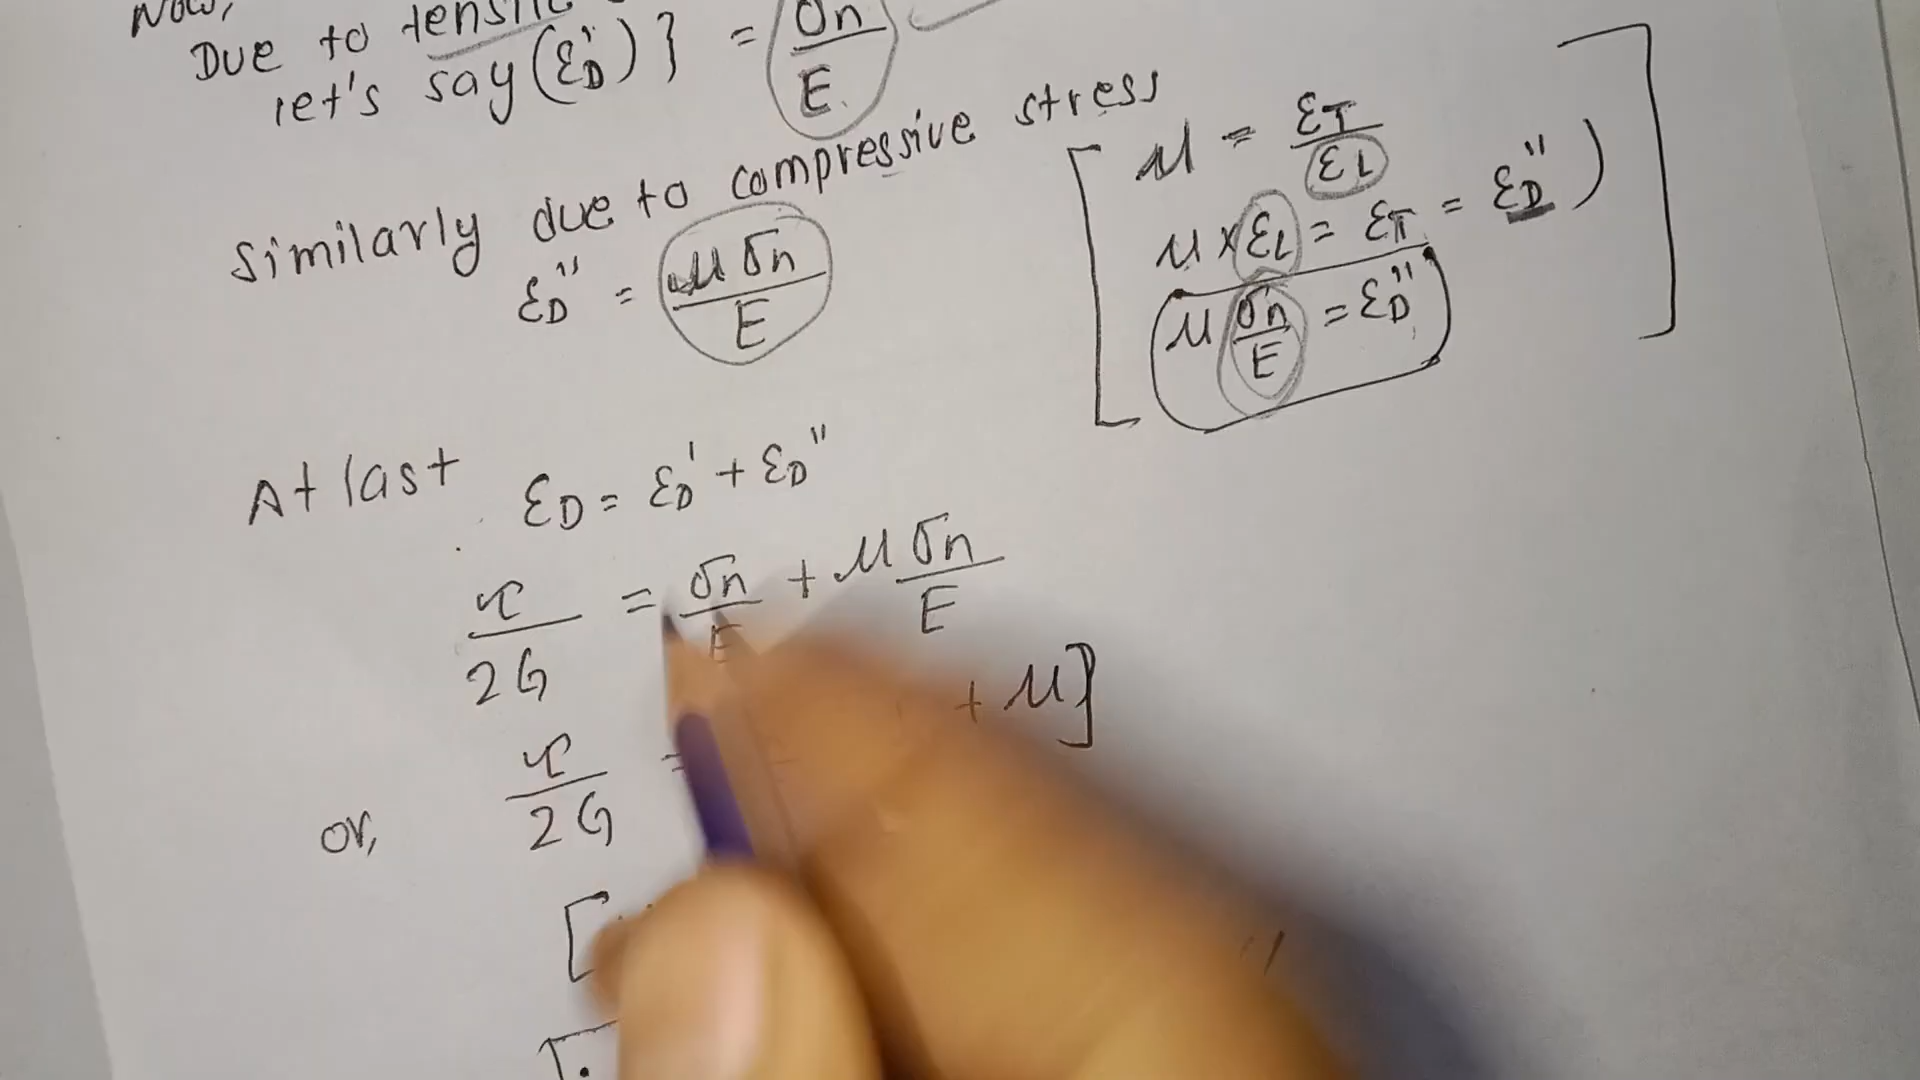 Now,
Due to tensile
let's say (ε_D") } = σn/E
Similarly due to compressive stress
ε_D" = μσn/E
[ μ = ε_T/ε_L
μ×ε_L = ε_T = ε_D" )
μ σn/E = ε_D" ]
At last ε_D = ε_D' + ε_D"
τ/2G = σn/E + μ σn/E
or, τ/2G = + μ]
[